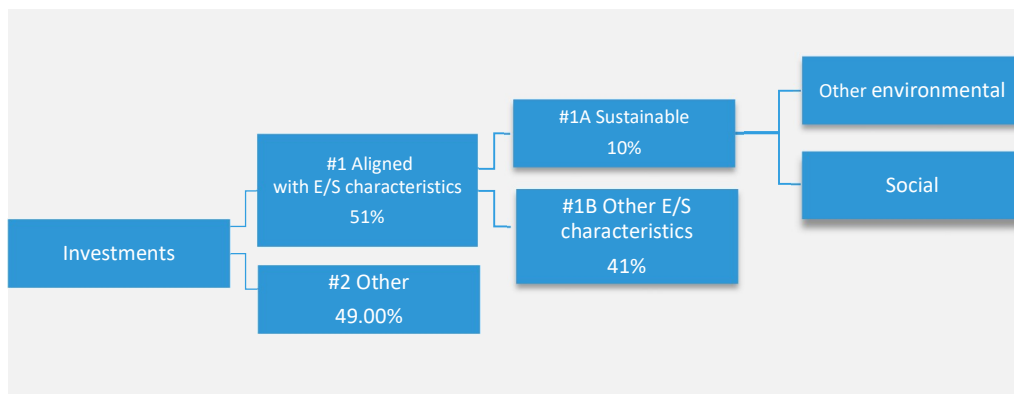 Investments
#1 Aligned
with E/S characteristics
51%
#2 Other
49.00%
#1A Sustainable
10%
#1B Other E/S
characteristics
41%
Other environmental
Social